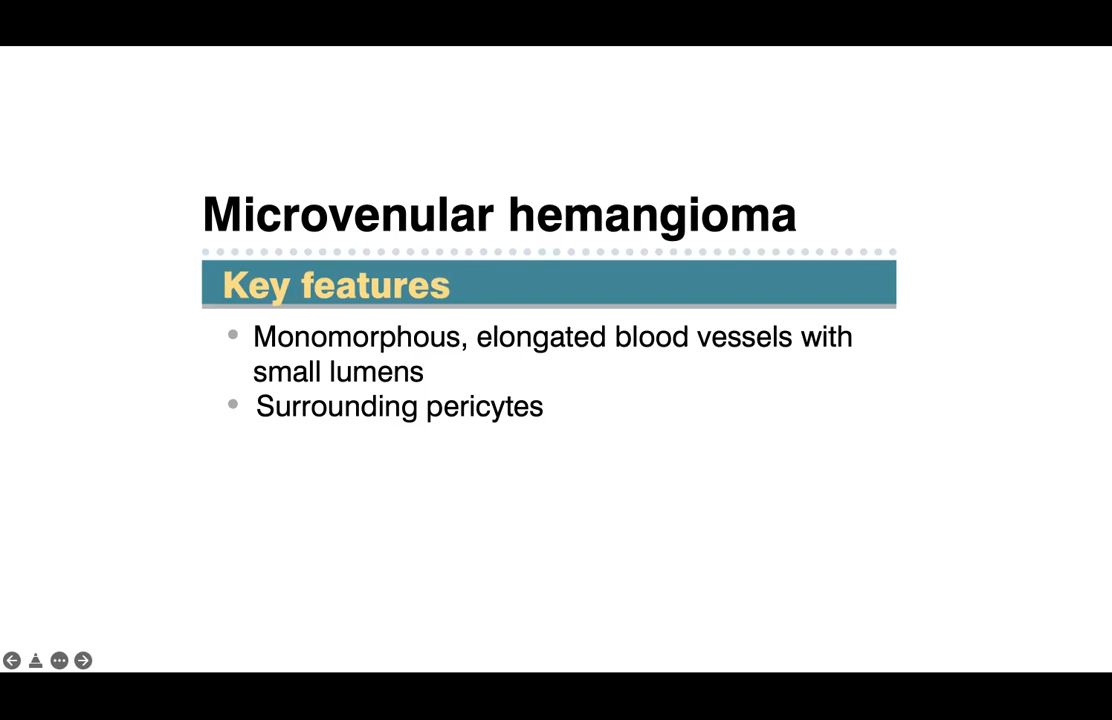 Microvenular hemangioma
Key features
• Monomorphous, elongated blood vessels with
small lumens
• Surrounding pericytes